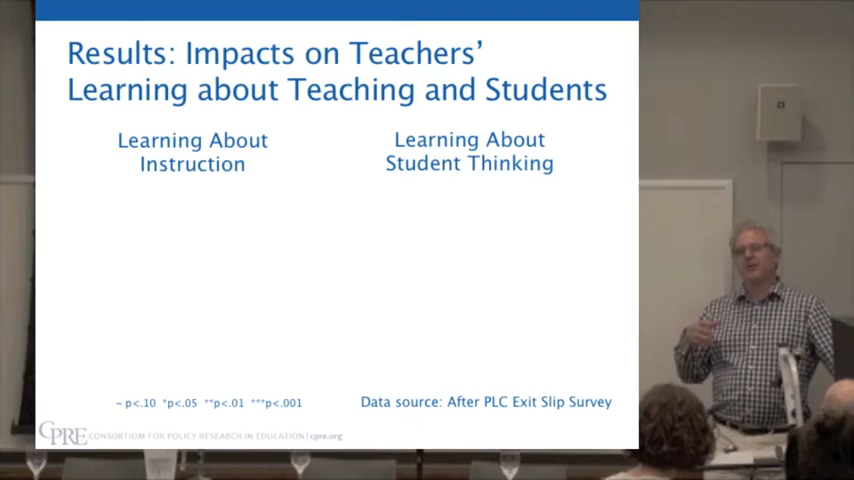 Results: Impacts on Teachers’
Learning about Teaching and Students
Learning About
Instruction
Learning About
Student Thinking
~ p<.10 *p<.05 **p<.01 ***p<.001
Data source: After PLC Exit Slip Survey
CPRE CONSORTIUM FOR POLICY RESEARCH IN EDUCATION | cpre.org